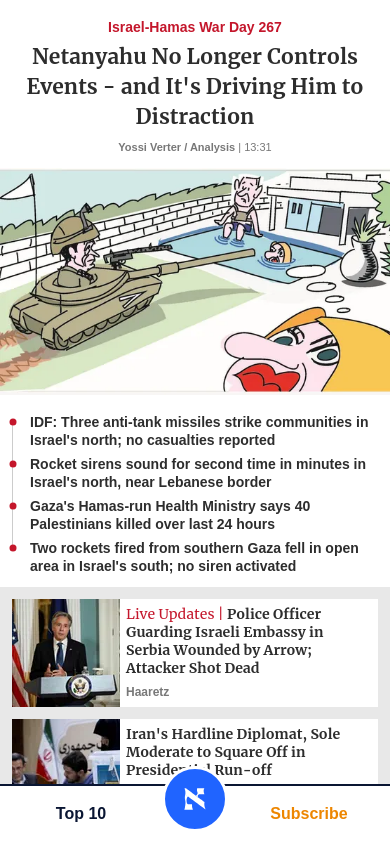 Israel-Hamas War Day 267
Netanyahu No Longer Controls
Events - and It's Driving Him to
Distraction
Yossi Verter / Analysis | 13:31
IDF: Three anti-tank missiles strike communities in
Israel's north; no casualties reported
Rocket sirens sound for second time in minutes in
Israel's north, near Lebanese border
Gaza's Hamas-run Health Ministry says 40
Palestinians killed over last 24 hours
Two rockets fired from southern Gaza fell in open
area in Israel's south; no siren activated
Live Updates | Police Officer
Guarding Israeli Embassy in
Serbia Wounded by Arrow;
Attacker Shot Dead
Haaretz
Iran's Hardline Diplomat, Sole
Moderate to Square Off in
Presidential Run-off
Top 10
Subscribe